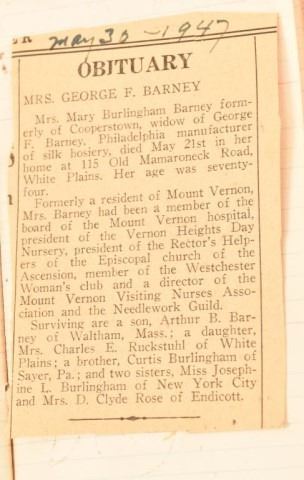 ER
May 30 - 1947
OBITUARY
MRS. GEORGE F. BARNEY
Mrs. Mary Burlingham Barney form-
erly of Cooperstown, widow of George
F. Barney, Philadelphia manufacturer
of silk hosiery, died May 21st in her
home at 115 Old Mamaroneck Road,
White Plains. Her age was seventy-
four.
Formerly a resident of Mount Vernon,
Mrs. Barney had been a member of the
board of the Mount Vernon hospital,
president of the Vernon Heights Day
Nursery, president of the Rector's Help-
ers of the Episcopal church of the
Ascension, member of the Westchester
Woman's club and a director of the
Mount Vernon Visiting Nurses Asso-
ciation and the Needlework Guild.
Surviving are a son, Arthur B. Bar-
ney of Waltham, Mass.; a daughter,
Mrs. Charles E. Ruckstuhl of White
Plains; a brother, Curtis Burlingham of
Sayer, Pa.; and two sisters, Miss Joseph-
ine L. Burlingham of New York City
and Mrs. D. Clyde Rose of Endicott.